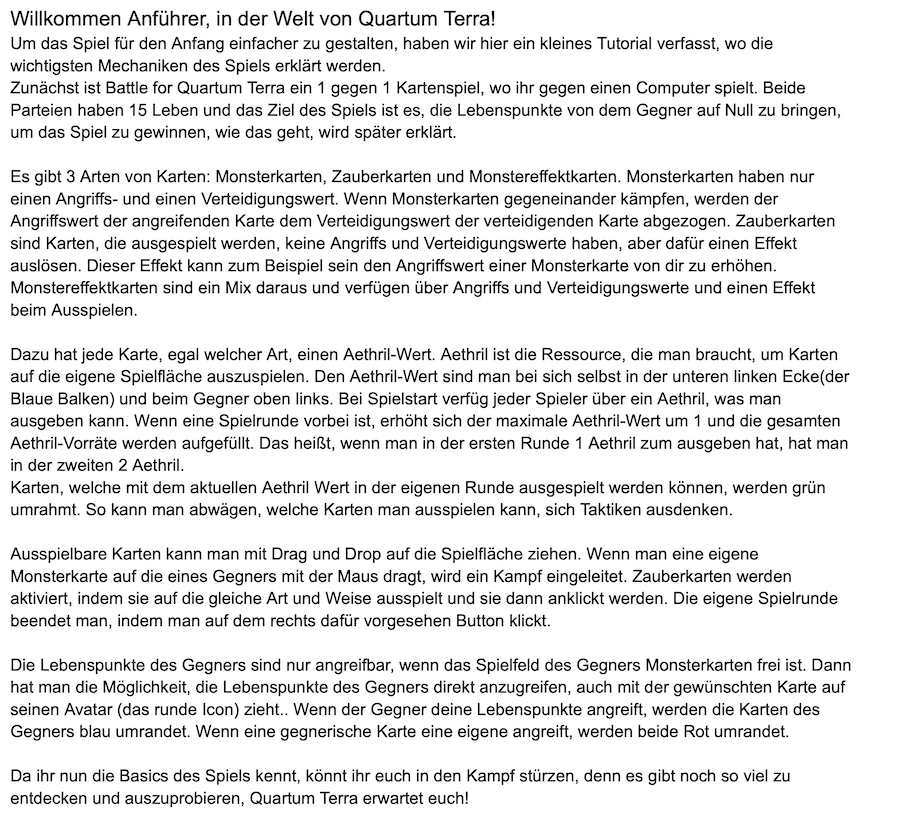 Willkommen Anführer, in der Welt von Quartum Terra!
Um das Spiel für den Anfang einfacher zu gestalten, haben wir hier ein kleines Tutorial verfasst, wo die
wichtigsten Mechaniken des Spiels erklärt werden.
Zunächst ist Battle for Quartum Terra ein 1 gegen 1 Kartenspiel, wo ihr gegen einen Computer spielt. Beide
Parteien haben 15 Leben und das Ziel des Spiels ist es, die Lebenspunkte von dem Gegner auf Null zu bringen,
um das Spiel zu gewinnen, wie das geht, wird später erklärt.
Es gibt 3 Arten von Karten: Monsterkarten, Zauberkarten und Monstereffektkarten. Monsterkarten haben nur
einen Angriffs- und einen Verteidigungswert. Wenn Monsterkarten gegeneinander kämpfen, werden der
Angriffswert der angreifenden Karte dem Verteidigungswert der verteidigenden Karte abgezogen. Zauberkarten
sind Karten, die ausgespielt werden, keine Angriffs und Verteidigungswerte haben, aber dafür einen Effekt
auslösen. Dieser Effekt kann zum Beispiel sein den Angriffswert einer Monsterkarte von dir zu erhöhen.
Monstereffektkarten sind ein Mix daraus und verfügen über Angriffs und Verteidigungswerte und einen Effekt
beim Ausspielen.
Dazu hat jede Karte, egal welcher Art, einen Aethril-Wert. Aethril ist die Ressource, die man braucht, um Karten
auf die eigene Spielfläche auszuspielen. Den Aethril-Wert sind man bei sich selbst in der unteren linken Ecke(der
Blaue Balken) und beim Gegner oben links. Bei Spielstart verfüg jeder Spieler über ein Aethril, was man
ausgeben kann. Wenn eine Spielrunde vorbei ist, erhöht sich der maximale Aethril-Wert um 1 und die gesamten
Aethril-Vorräte werden aufgefüllt. Das heißt, wenn man in der ersten Runde 1 Aethril zum ausgeben hat, hat man
in der zweiten 2 Aethril.
Karten, welche mit dem aktuellen Aethril Wert in der eigenen Runde ausgespielt werden können, werden grün
umrahmt. So kann man abwägen, welche Karten man ausspielen kann, sich Taktiken ausdenken.
Ausspielbare Karten kann man mit Drag und Drop auf die Spielfläche ziehen. Wenn man eine eigene
Monsterkarte auf die eines Gegners mit der Maus dragt, wird ein Kampf eingeleitet. Zauberkarten werden
aktiviert, indem sie auf die gleiche Art und Weise ausspielt und sie dann anklickt werden. Die eigene Spielrunde
beendet man, indem man auf dem rechts dafür vorgesehen Button klickt.
Die Lebenspunkte des Gegners sind nur angreifbar, wenn das Spielfeld des Gegners Monsterkarten frei ist. Dann
hat man die Möglichkeit, die Lebenspunkte des Gegners direkt anzugreifen, auch mit der gewünschten Karte auf
seinen Avatar (das runde Icon) zieht.. Wenn der Gegner deine Lebenspunkte angreift, werden die Karten des
Gegners blau umrandet. Wenn eine gegnerische Karte eine eigene angreift, werden beide Rot umrandet.
Da ihr nun die Basics des Spiels kennt, könnt ihr euch in den Kampf stürzen, denn es gibt noch so viel zu
entdecken und auszuprobieren, Quartum Terra erwartet euch!